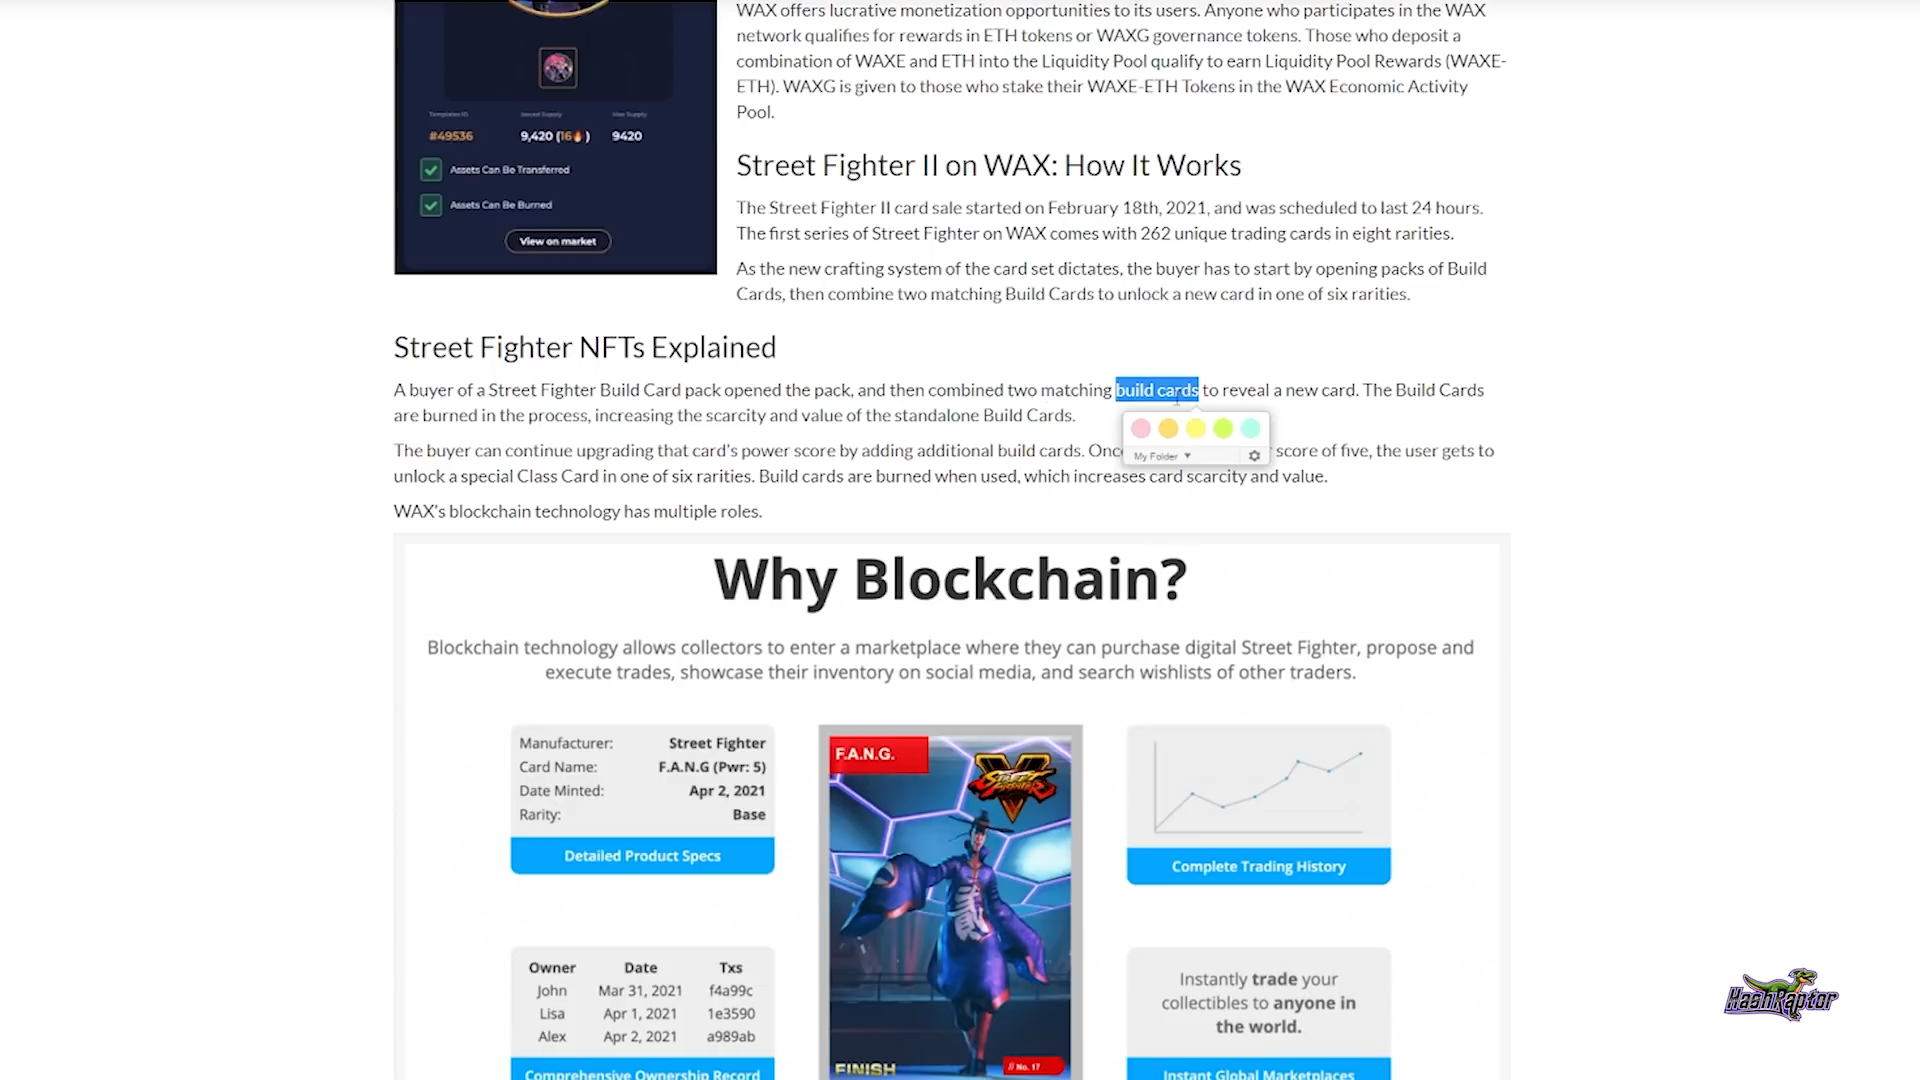 WAX offers lucrative monetization opportunities to its users. Anyone who participates in the WAX
network qualifies for rewards in ETH tokens or WAXG governance tokens. Those who deposit a
combination of WAXE and ETH into the Liquidity Pool qualify to earn Liquidity Pool Rewards (WAXE-
ETH). WAXG is given to those who stake their WAXE-ETH Tokens in the WAX Economic Activity
Pool.
Templates ID Issued Supply Max Supply
#49536 9,420 (16🔥) 9420
Assets Can Be Transferred
Assets Can Be Burned
View on market
Street Fighter II on WAX: How It Works
The Street Fighter II card sale started on February 18th, 2021, and was scheduled to last 24 hours.
The first series of Street Fighter on WAX comes with 262 unique trading cards in eight rarities.
As the new crafting system of the card set dictates, the buyer has to start by opening packs of Build
Cards, then combine two matching Build Cards to unlock a new card in one of six rarities.
Street Fighter NFTs Explained
A buyer of a Street Fighter Build Card pack opened the pack, and then combined two matching build cards to reveal a new card. The Build Cards
are burned in the process, increasing the scarcity and value of the standalone Build Cards.
My Folder
The buyer can continue upgrading that card's power score by adding additional build cards. Once score of five, the user gets to
unlock a special Class Card in one of six rarities. Build cards are burned when used, which increases card scarcity and value.
WAX's blockchain technology has multiple roles.
Why Blockchain?
Blockchain technology allows collectors to enter a marketplace where they can purchase digital Street Fighter, propose and
execute trades, showcase their inventory on social media, and search wishlists of other traders.
Manufacturer: Street Fighter
Card Name: F.A.N.G (Pwr: 5)
Date Minted: Apr 2, 2021
Rarity: Base
Detailed Product Specs
F.A.N.G.
STREET FIGHTER V
FINISH
// No. 17
Complete Trading History
Owner Date Txs
John Mar 31, 2021 f4a99c
Lisa Apr 1, 2021 1e3590
Alex Apr 2, 2021 a989ab
Comprehensive Ownership Record
Instantly trade your
collectibles to anyone in
the world.
Instant Global Marketplaces
HashRaptor